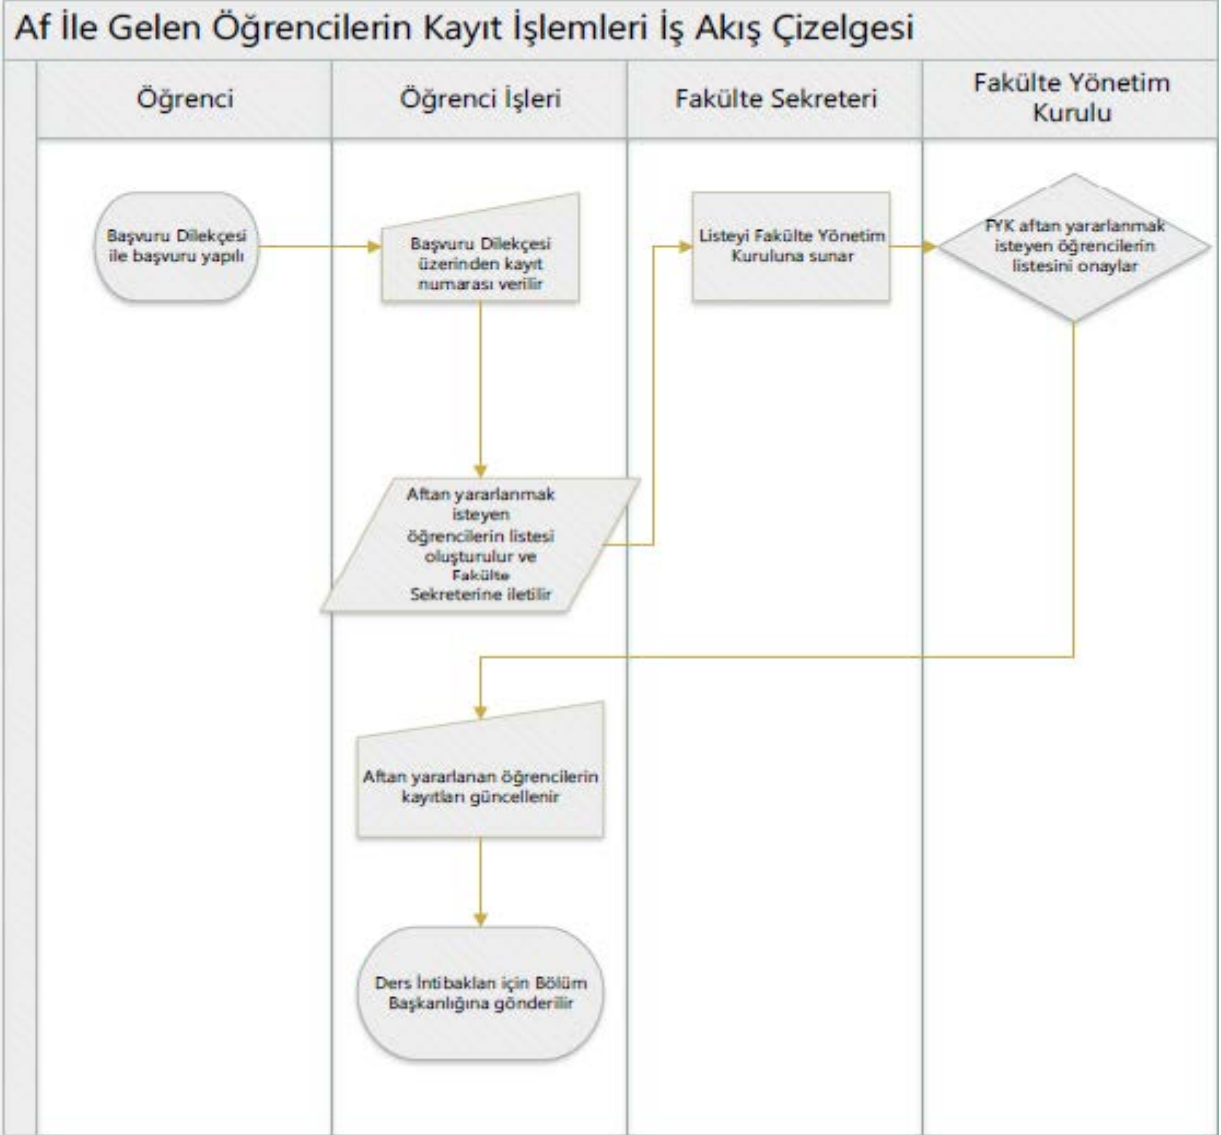 Af İle Gelen Öğrencilerin Kayıt İşlemleri İş Akış Çizelgesi
Öğrenci
Öğrenci İşleri
Fakülte Sekreteri
Fakülte Yönetim
Kurulu
Başvuru Dilekçesi
ile başvuru yapılı
Başvuru Dilekçesi
üzerinden kayıt
numarası verilir
Listeyi Fakülte Yönetim
Kuruluna sunar
FYK aftan yararlanmak
isteyen öğrencilerin
listesini onaylar
Aftan yararlanmak
isteyen
öğrencilerin listesi
oluşturulur ve
Fakülte
Sekreterine iletilir
Aftan yararlanan öğrencilerin
kayıtları güncellenir
Ders İntibakları için Bölüm
Başkanlığına gönderilir